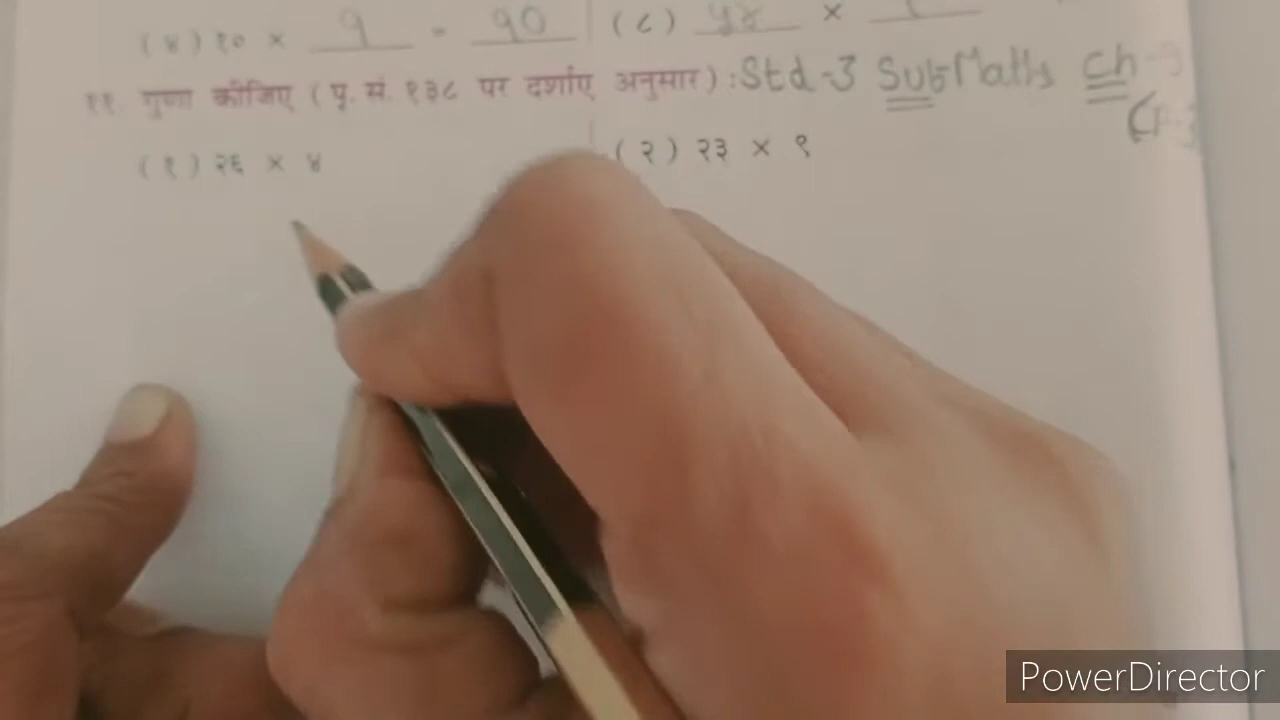 (४) १० × 9 = 90 (८) ५४ ×
११. गुणा कीजिए (पृ. सं. १३८ पर दर्शाए अनुसार) : Std-3 Sub-Maths Ch
(१) २६ × ४ (२) २३ × ९
PowerDirector